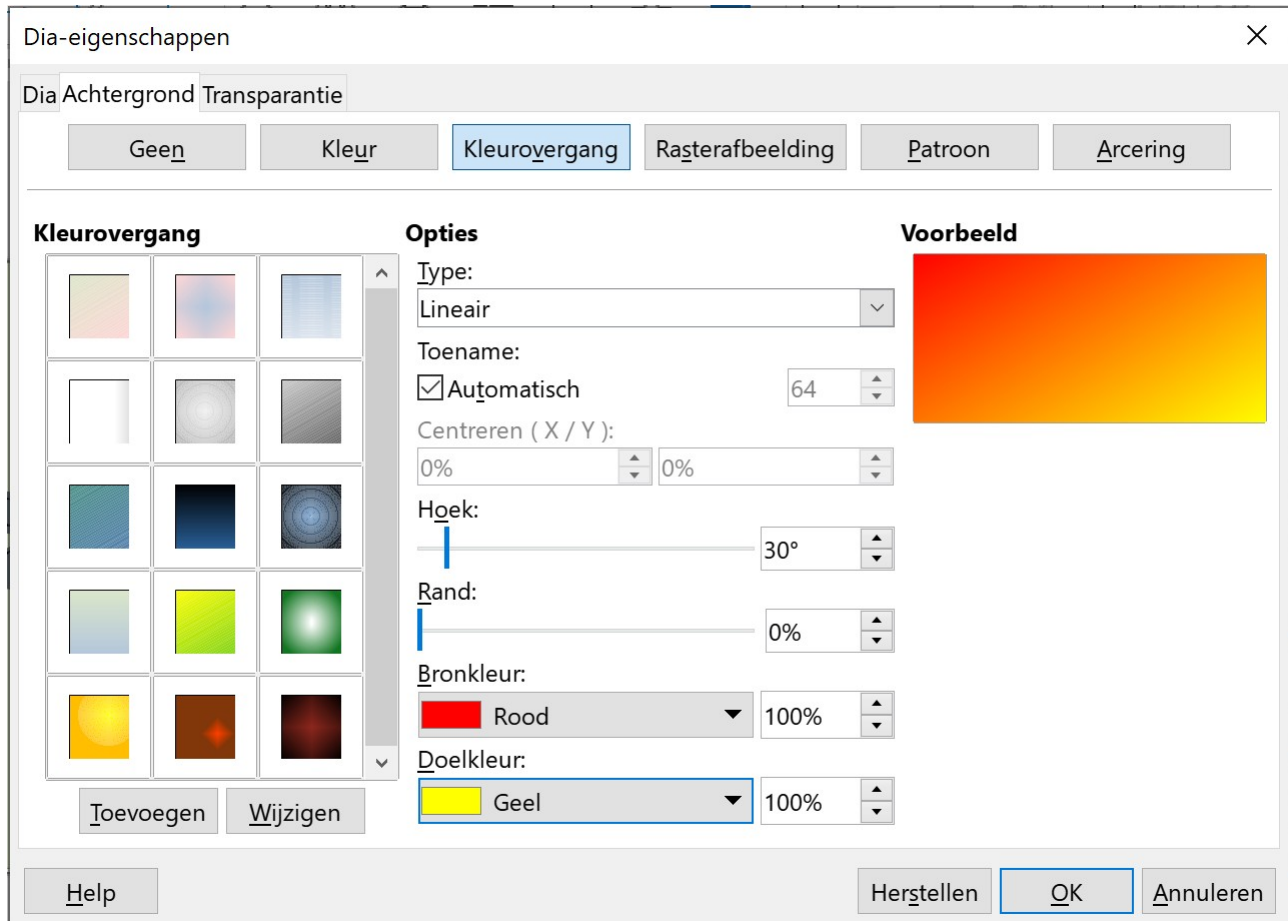 Dia-eigenschappen
Dia Achtergrond Transparantie
Geen Kleur Kleurovergang Rasterafbeelding Patroon Arcering
Kleurovergang
Opties
Type:
Lineair
Toename:
Automatisch 64
Centreren ( X / Y ):
0% 0%
Hoek:
30°
Rand:
0%
Bronkleur:
Rood 100%
Doelkleur:
Geel 100%
Voorbeeld
Toevoegen Wijzigen
Help Herstellen OK Annuleren